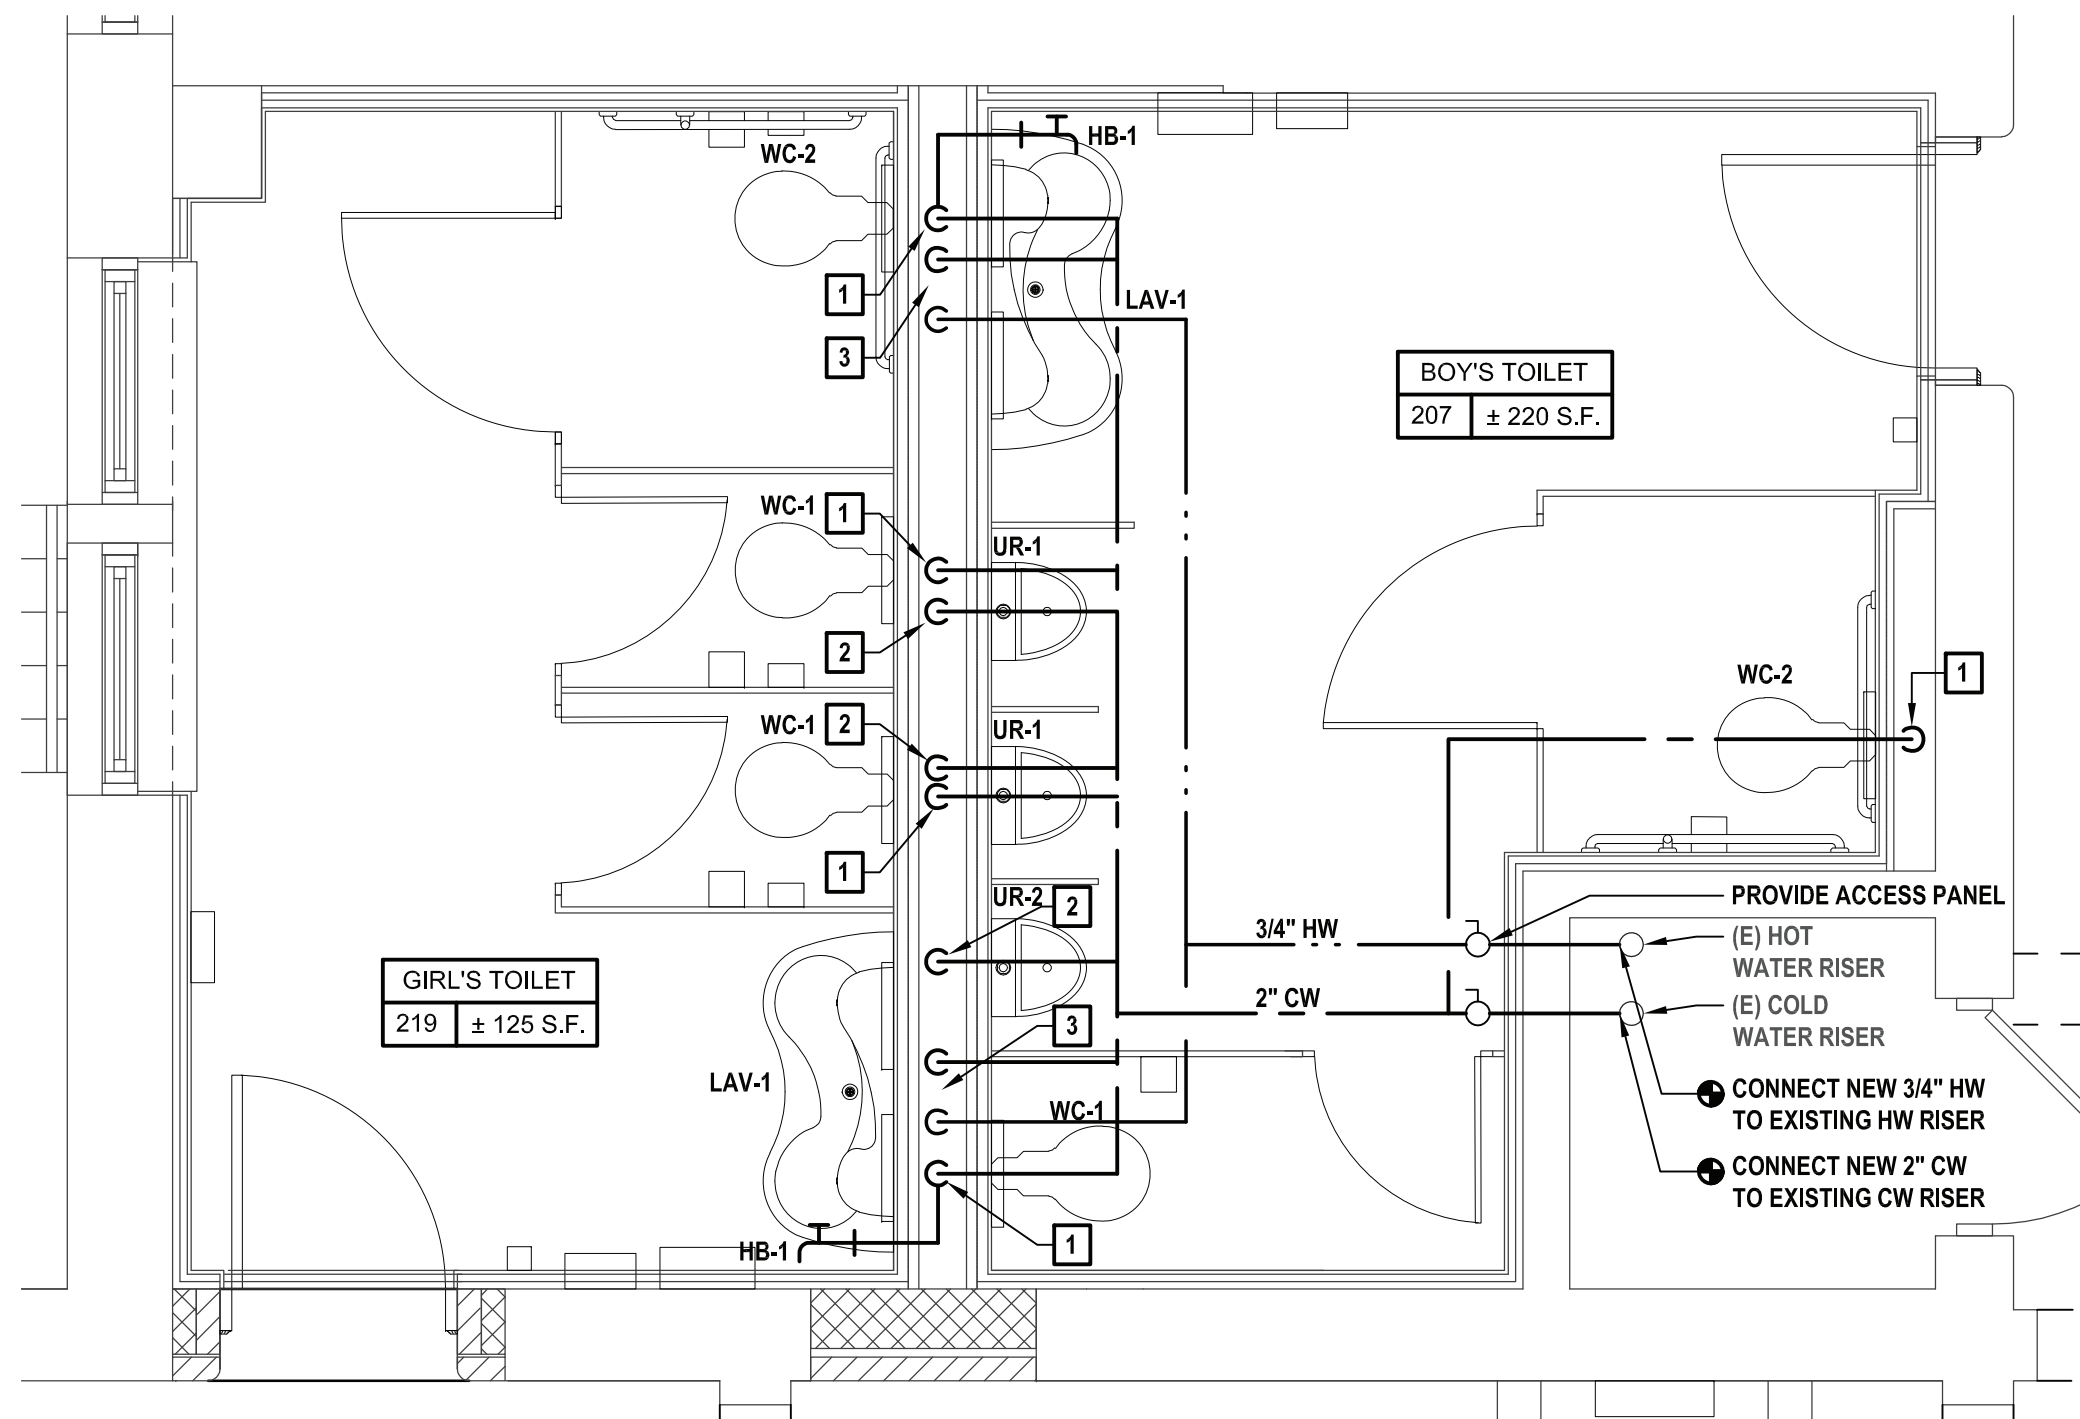 HB-1
WC-2
1
LAV-1
3
BOY'S TOILET
207
± 220 S.F.
WC-1
1
UR-1
2
WC-2
1
WC-1
2
UR-1
1
UR-2
2
PROVIDE ACCESS PANEL
3/4" HW
(E) HOT
WATER RISER
GIRL'S TOILET
219
± 125 S.F.
2" CW
(E) COLD
WATER RISER
3
LAV-1
WC-1
CONNECT NEW 3/4" HW
TO EXISTING HW RISER
CONNECT NEW 2" CW
TO EXISTING CW RISER
HB-1
1